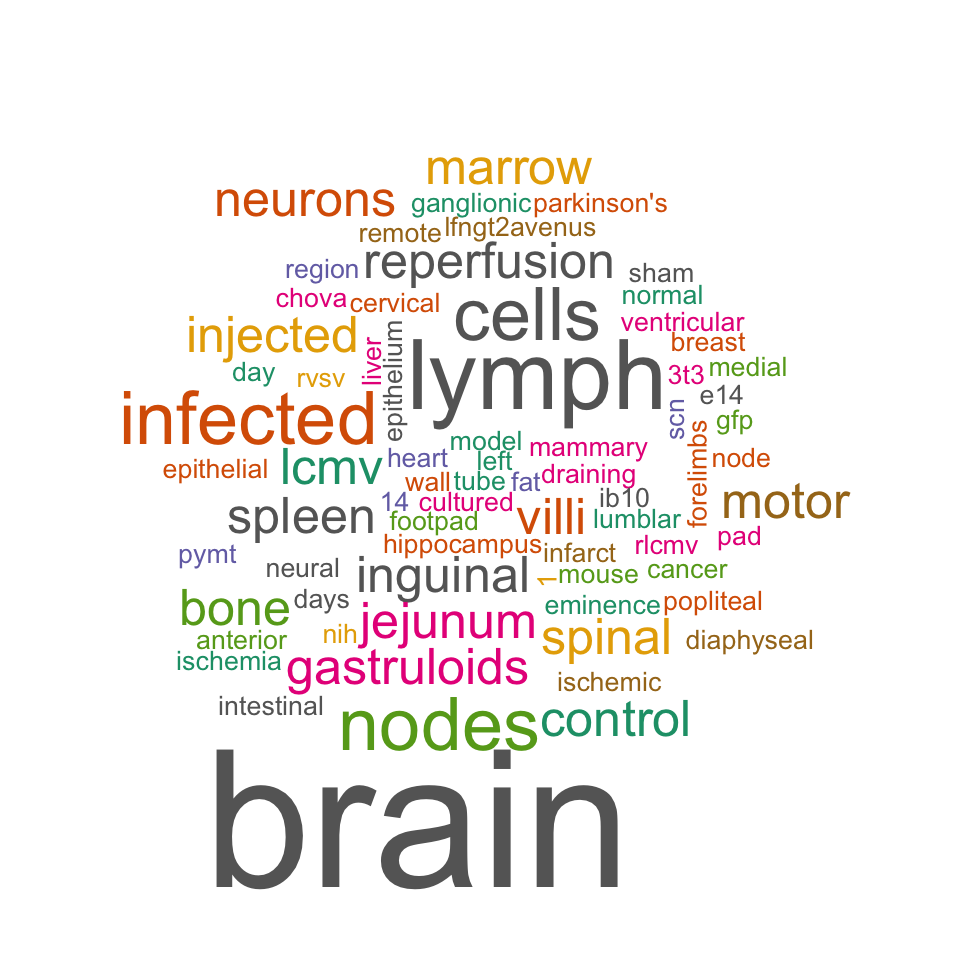 marrow
neurons
ganglionic parkinson's
remote lfngt2avenus
region reperfusion sham
chova cervical cells normal
injected ventricular
liver epithelium lymph breast
day rvsv 3t3 medial
infected scn e14 gfp
model mammary
epithelial lcmv heart left draining forelimbs node
wall tube fat
14 cultured ib10 motor
spleen footpad villi lumblar
pymt hippocampus infarct rlcmv pad
neural inguinal 1 mouse cancer
bone days eminence popliteal
anterior nih jejunum spinal diaphyseal
ischemia gastruloids ischemic
intestinal nodes control
brain